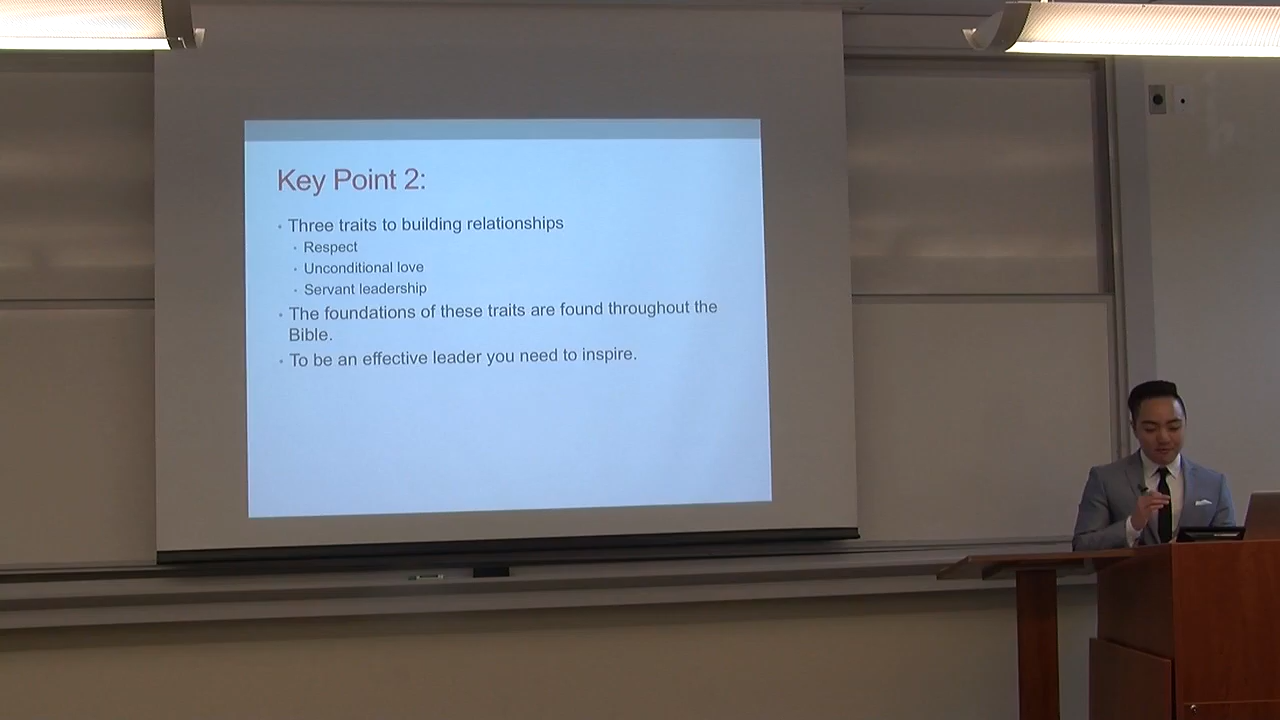 Key Point 2:
• Three traits to building relationships
• Respect
• Unconditional love
• Servant leadership
• The foundations of these traits are found throughout the
Bible.
• To be an effective leader you need to inspire.